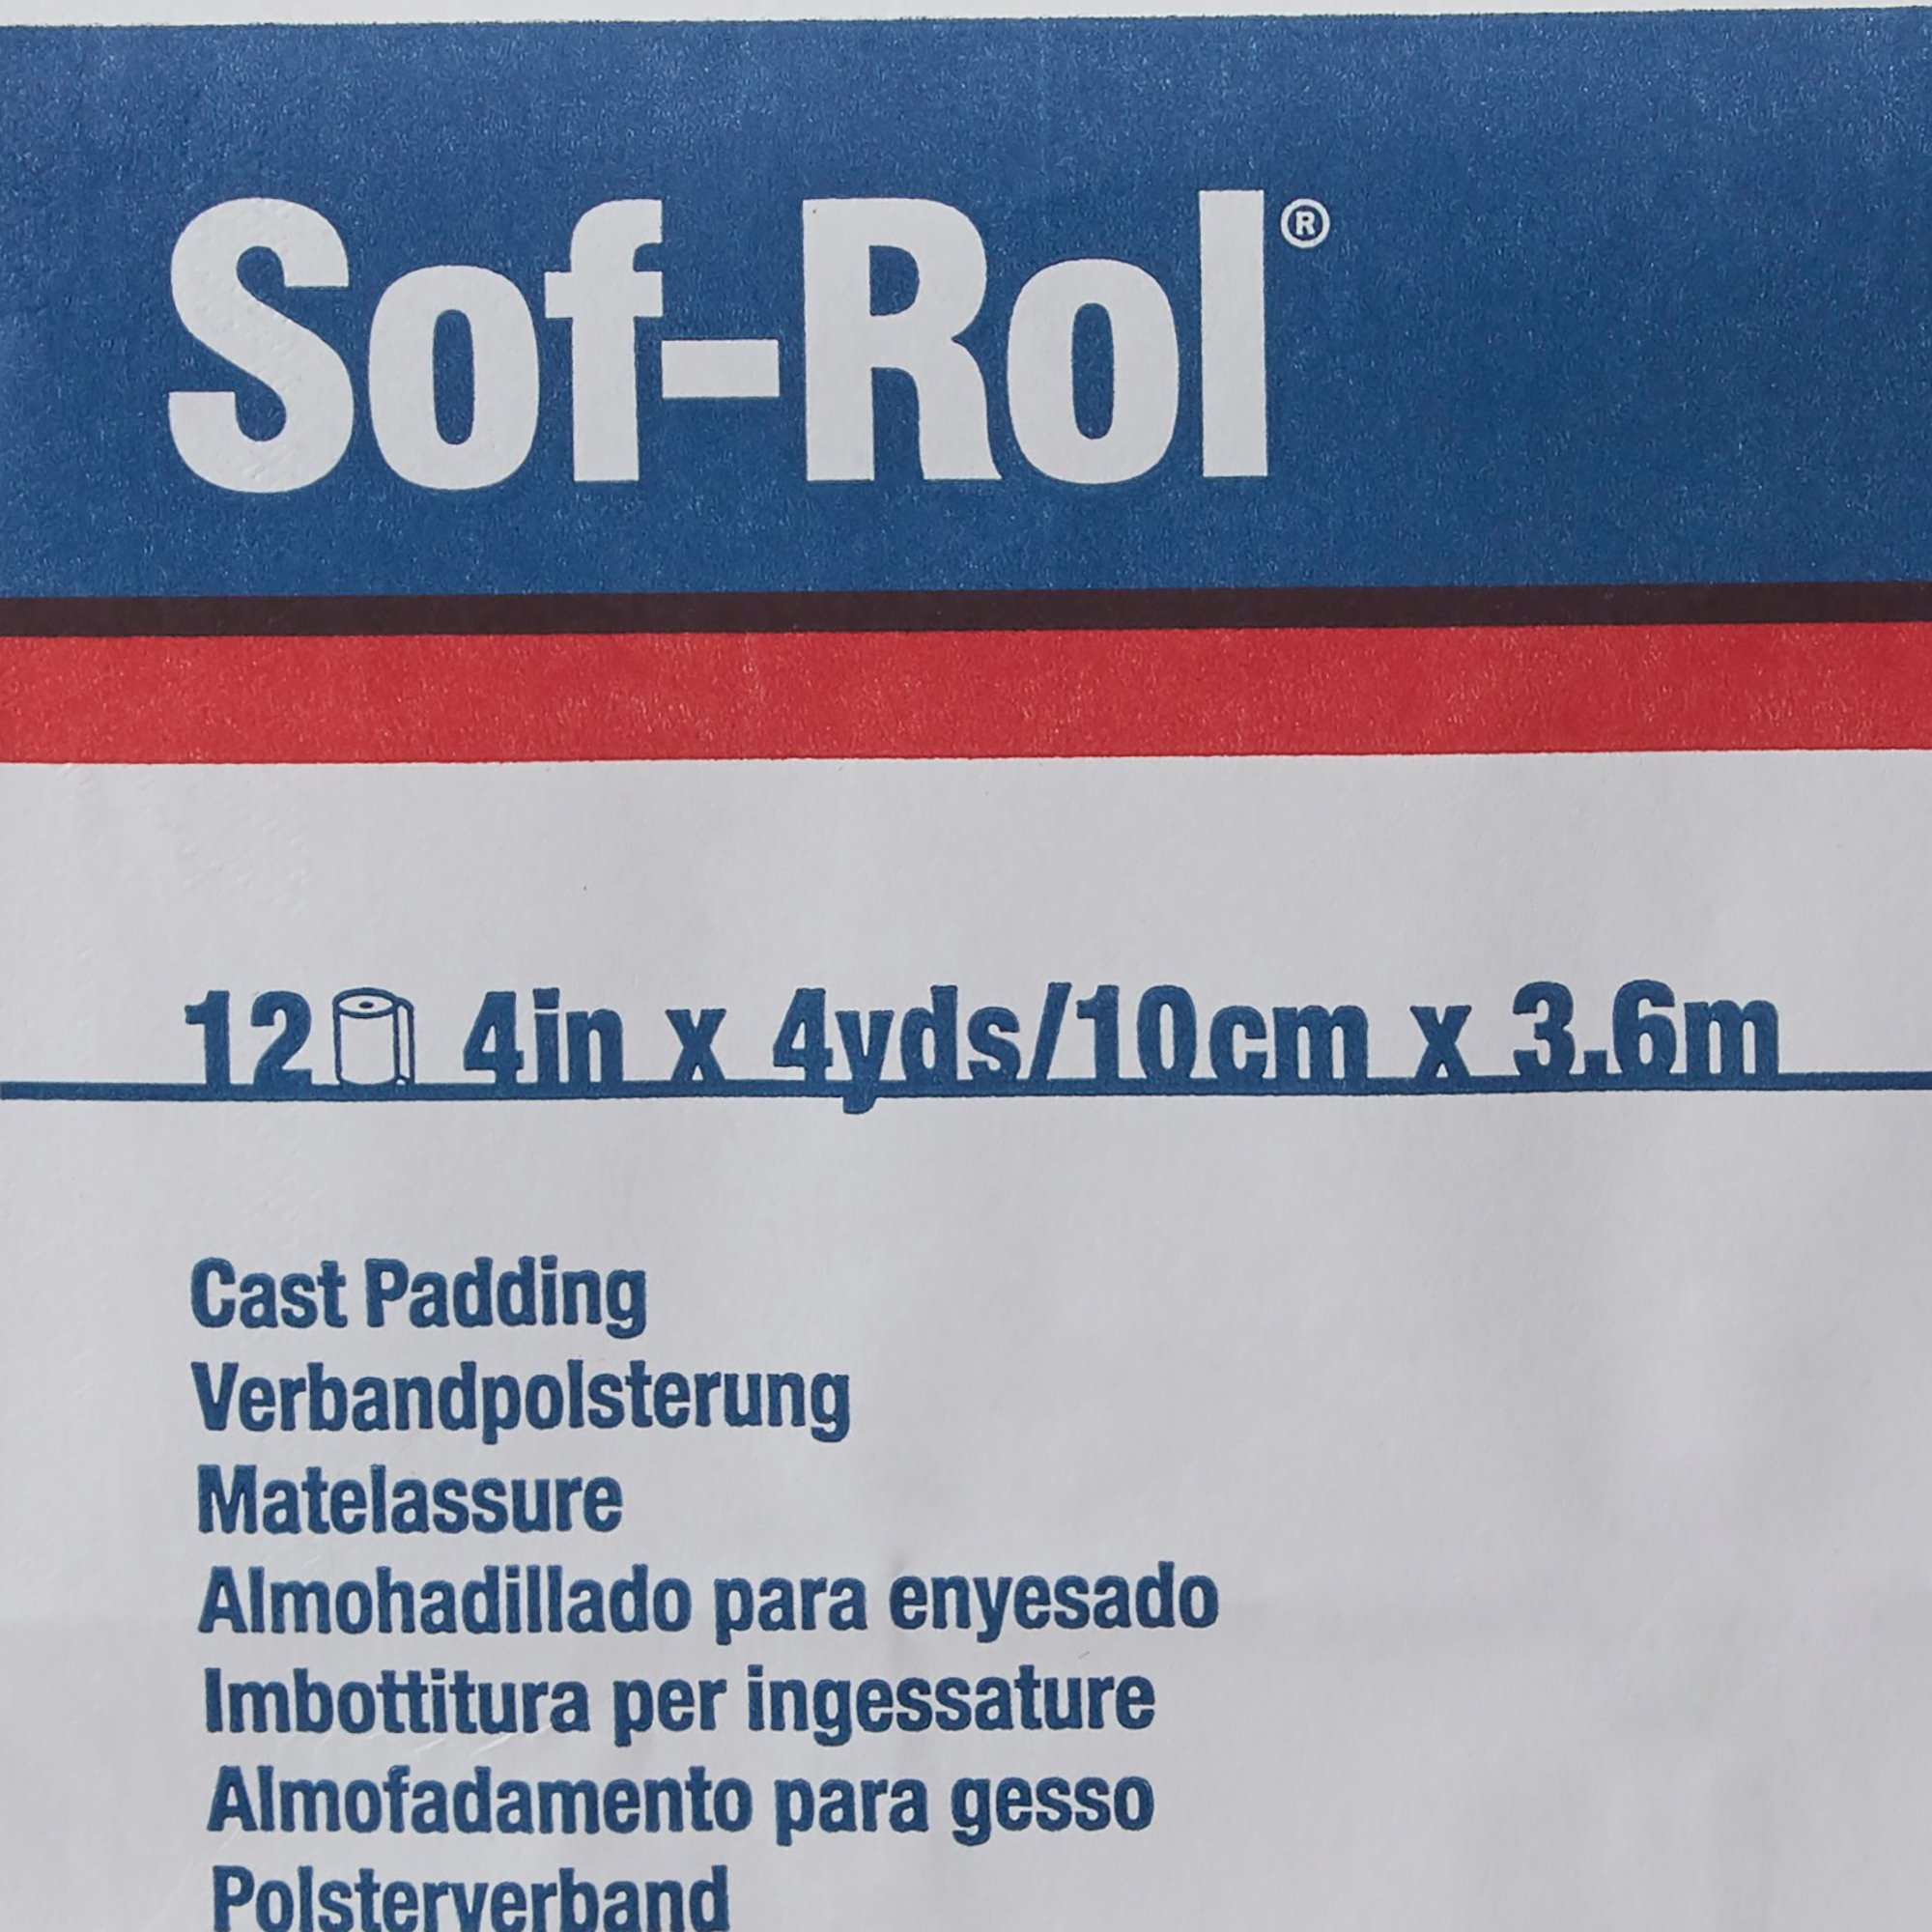 Sof-Rol®
12 4in x 4yds/10cm x 3.6m
Cast Padding
Verbandpolsterung
Matelassure
Almohadillado para enyesado
Imbottitura per ingessature
Almofadamento para gesso
Polsterverband